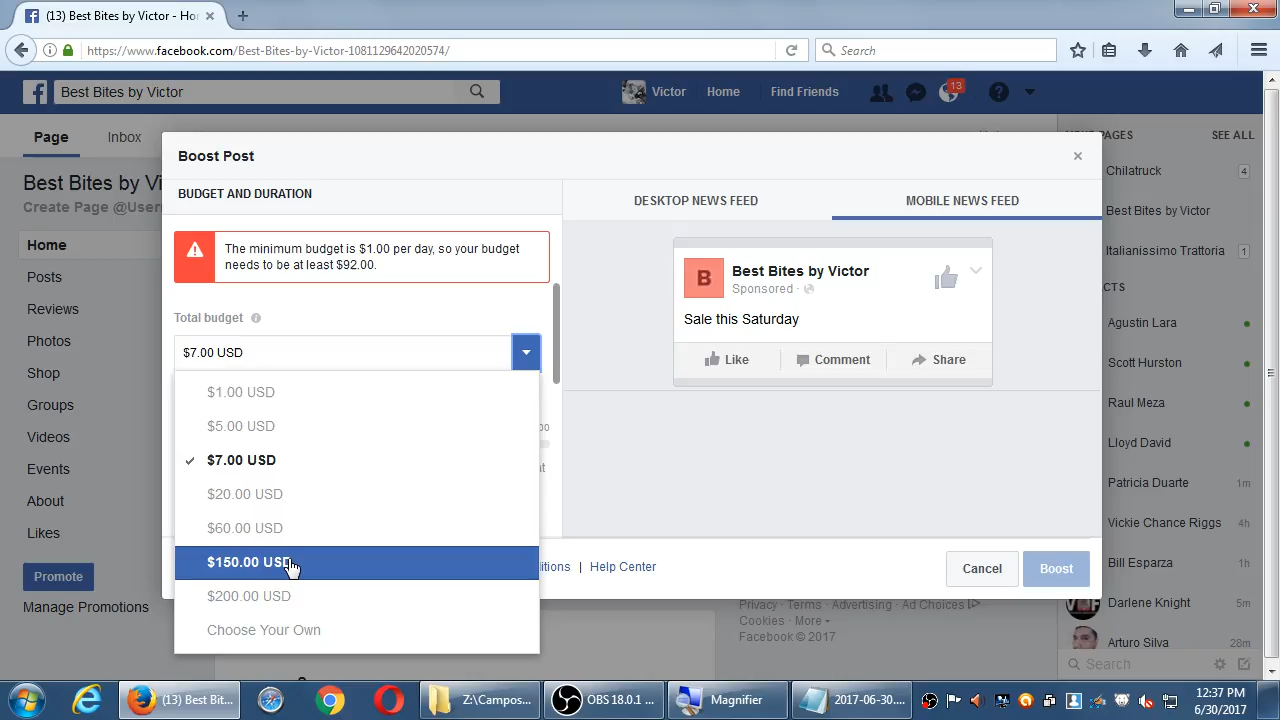 (13) Best Bites by Victor - Ho
https://www.facebook.com/Best-Bites-by-Victor-1081129642020574/
Search
Best Bites by Victor
Victor
Home
Find Friends
13
Page
Inbox
PAGES
SEE ALL
Best Bites by Vi
Create Page @User
Home
Posts
Reviews
Photos
Shop
Groups
Videos
Events
About
Likes
Promote
Manage Promotions
Boost Post
BUDGET AND DURATION
The minimum budget is $1.00 per day, so your budget
needs to be at least $92.00.
Total budget
$7.00 USD
$1.00 USD
$5.00 USD
$7.00 USD
$20.00 USD
$60.00 USD
$150.00 USD
$200.00 USD
Choose Your Own
DESKTOP NEWS FEED
MOBILE NEWS FEED
B
Best Bites by Victor
Sponsored ·
Sale this Saturday
Like
Comment
Share
ditions | Help Center
Cancel
Boost
Privacy · Terms · Advertising · Ad Choices
Cookies · More
Facebook © 2017
Chilatruck 4
Best Bites by Victor
Italianissimo Trattoria 1
CTS
Agustin Lara
Scott Hurston
Raul Meza
Lloyd David
Patricia Duarte 1m
Vickie Chance Riggs 4h
Bill Esparza 1m
Darlene Knight 5m
Arturo Silva 28m
Search
(13) Best Bit...
Z:\Campos...
OBS 18.0.1 ...
Magnifier
2017-06-30....
12:37 PM
6/30/2017